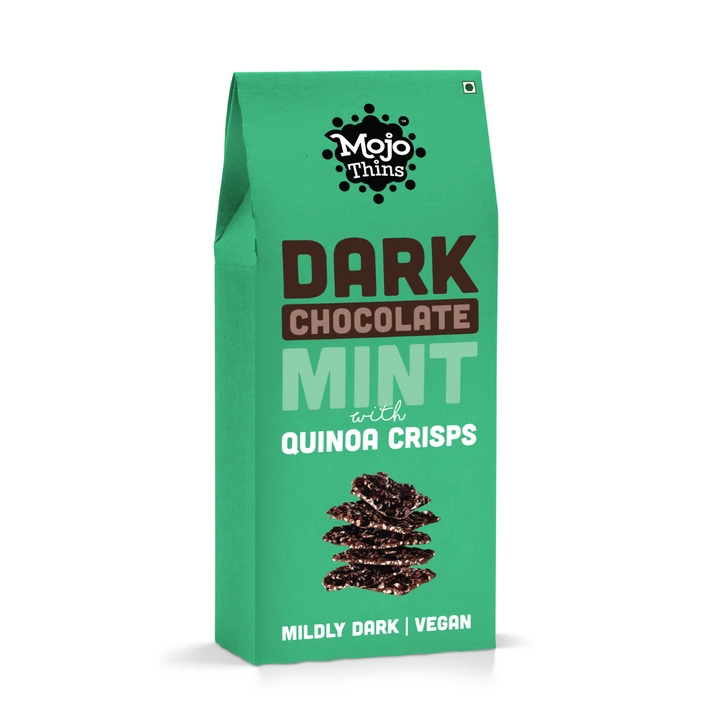 Mojo
Thins
DARK
CHOCOLATE
MINT
with
QUINOA CRISPS
MILDLY DARK | VEGAN